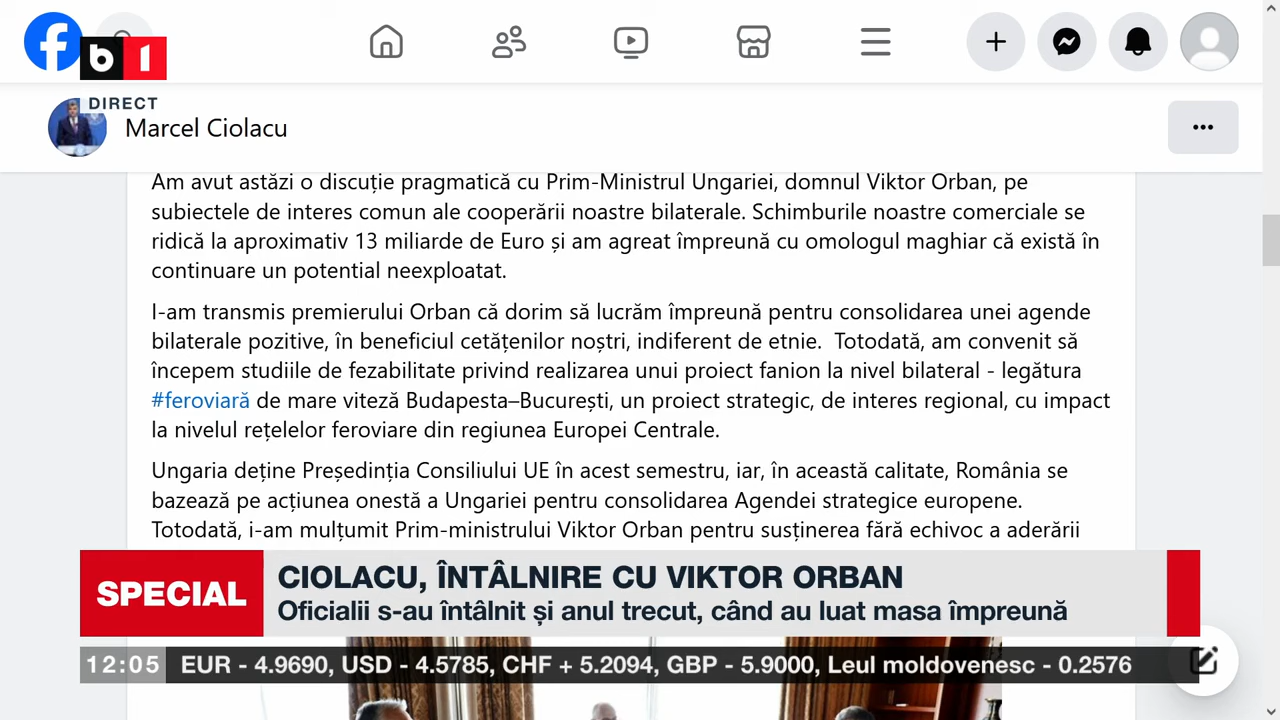 f
b1
DIRECT
Marcel Ciolacu
Am avut astăzi o discuție pragmatică cu Prim-Ministrul Ungariei, domnul Viktor Orban, pe
subiectele de interes comun ale cooperării noastre bilaterale. Schimburile noastre comerciale se
ridică la aproximativ 13 miliarde de Euro și am agreat împreună cu omologul maghiar că există în
continuare un potential neexploatat.
I-am transmis premierului Orban că dorim să lucrăm împreună pentru consolidarea unei agende
bilaterale pozitive, în beneficiul cetățenilor noștri, indiferent de etnie. Totodată, am convenit să
începem studiile de fezabilitate privind realizarea unui proiect fanion la nivel bilateral - legătura
#feroviară de mare viteză Budapesta–București, un proiect strategic, de interes regional, cu impact
la nivelul rețelelor feroviare din regiunea Europei Centrale.
Ungaria deține Președinția Consiliului UE în acest semestru, iar, în această calitate, România se
bazează pe acțiunea onestă a Ungariei pentru consolidarea Agendei strategice europene.
Totodată, i-am mulțumit Prim-ministrului Viktor Orban pentru susținerea fără echivoc a aderării
SPECIAL
CIOLACU, ÎNTÂLNIRE CU VIKTOR ORBAN
Oficialii s-au întâlnit și anul trecut, când au luat masa împreună
12:05 EUR - 4.9690, USD - 4.5785, CHF + 5.2094, GBP - 5.9000, Leul moldovenesc - 0.2576